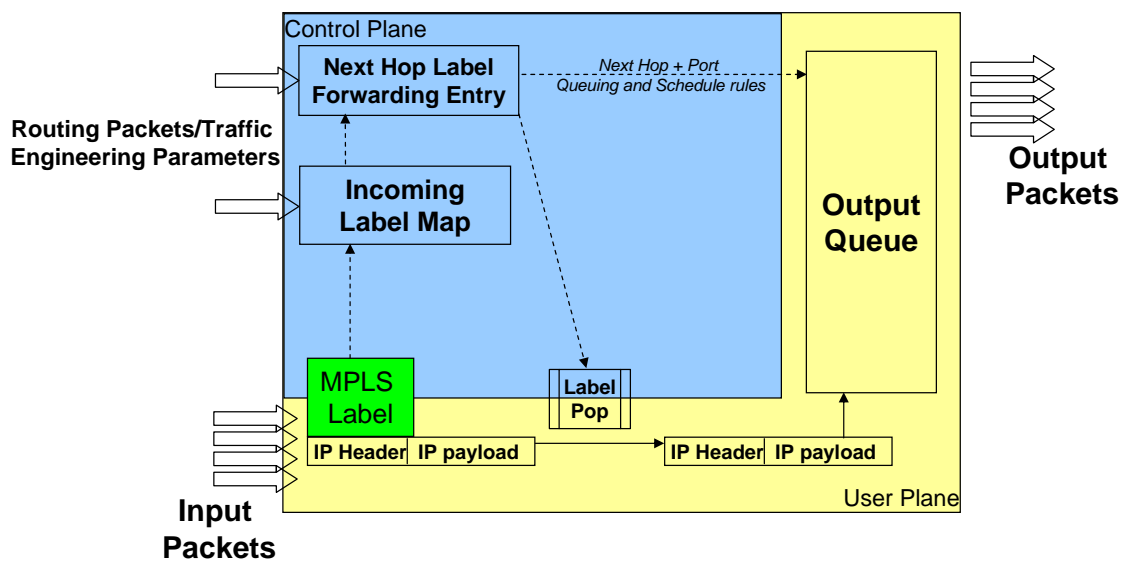 Control Plane
Next Hop Label
Forwarding Entry
Next Hop + Port
Queuing and Schedule rules
Routing Packets/Traffic
Engineering Parameters
Incoming
Label Map
Output
Queue
Output
Packets
MPLS
Label
Label
Pop
IP Header
IP payload
IP Header
IP payload
User Plane
Input
Packets